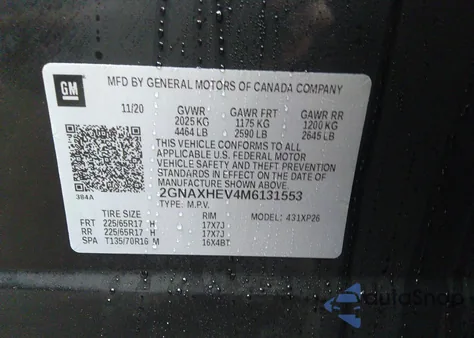 GM
MFD BY GENERAL MOTORS OF CANADA COMPANY
11/20 GVWR GAWR FRT GAWR RR
2025 KG 1175 KG 1200 KG
4464 LB 2590 LB 2645 LB
THIS VEHICLE CONFORMS TO ALL
APPLICABLE U.S. FEDERAL MOTOR
VEHICLE SAFETY AND THEFT PREVENTION
STANDARDS IN EFFECT ON THE DATE OF
MANUFACTURE SHOWN ABOVE.
384A 2GNAXHEV4M6131553
TYPE: M.P.V. MODEL: 431XP26
TIRE SIZE RIM
FRT 225/65R17 H 17X7J
RR 225/65R17 H 17X7J
SPA T135/70R16 M 16X4BT
AutoSnap